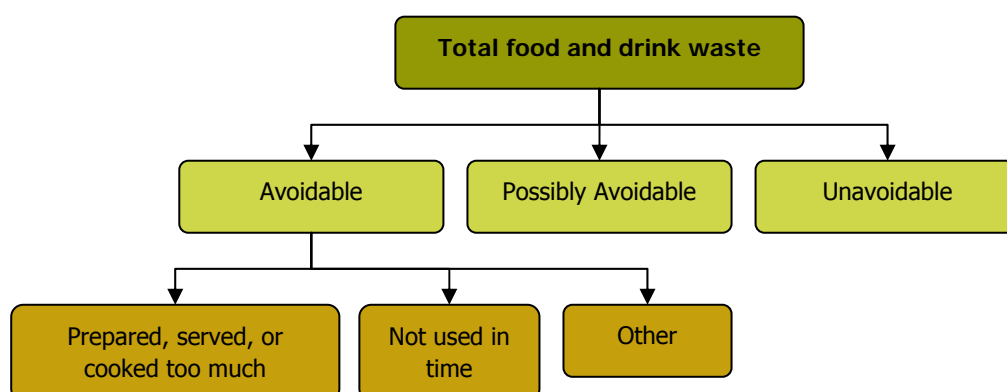 Total food and drink waste
Avoidable
Possibly Avoidable
Unavoidable
Prepared, served, or
cooked too much
Not used in
time
Other